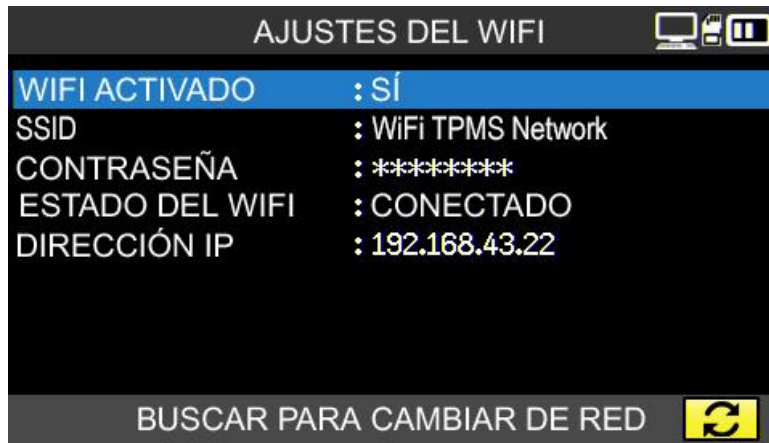 AJUSTES DEL WIFI
WIFI ACTIVADO : SÍ
SSID : WiFi TPMS Network
CONTRASEÑA : ********
ESTADO DEL WIFI : CONECTADO
DIRECCIÓN IP : 192.168.43.22
BUSCAR PARA CAMBIAR DE RED